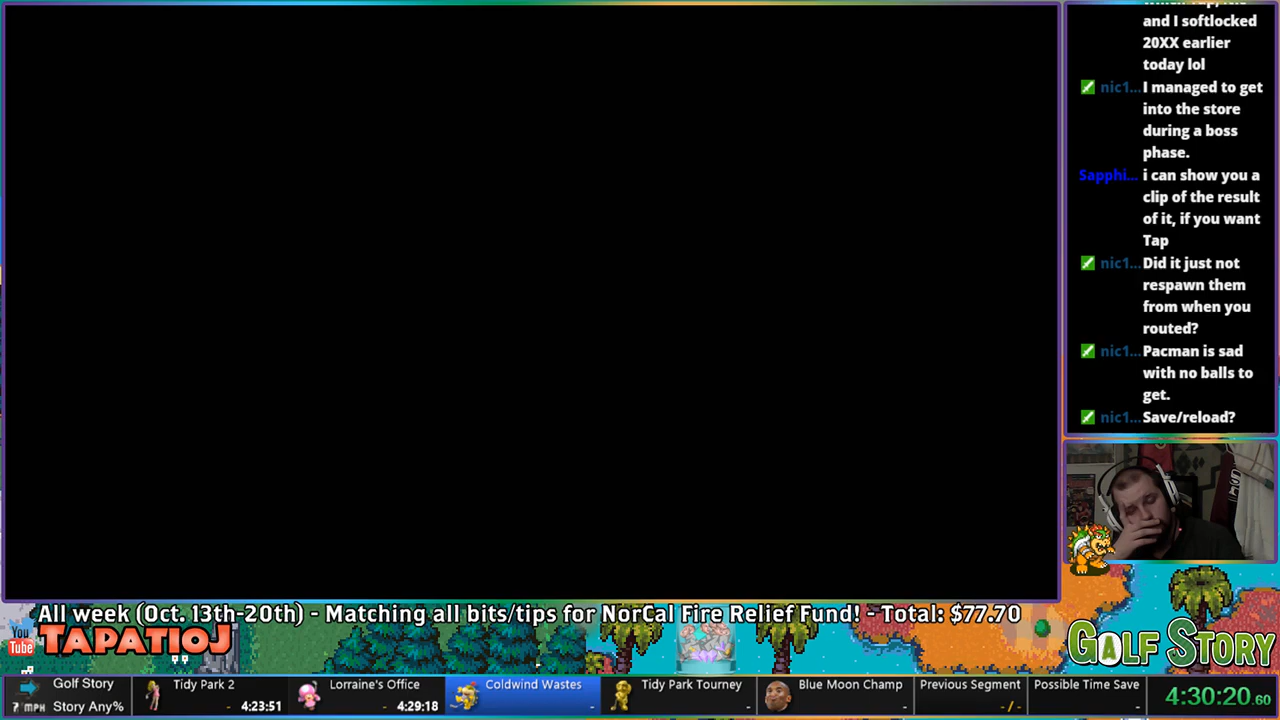 and I softlocked
20XX earlier
today lol
nic1... I managed to get
into the store
during a boss
phase.
Sapphi... i can show you a
clip of the result
of it, if you want
Tap
nic1... Did it just not
respawn them
from when you
routed?
nic1... Pacman is sad
with no balls to
get.
nic1... Save/reload?
All week (Oct. 13th-20th) - Matching all bits/tips for NorCal Fire Relief Fund! - Total: $77.70
You
Tube
TAPATIOJ
GOLF STORY
? MPH
Golf Story
Story Any%
Tidy Park 2
- 4:23:51
Lorraine's Office
- 4:29:18
Coldwind Wastes
-
Tidy Park Tourney
-
Blue Moon Champ
-
Previous Segment
- / -
Possible Time Save
-
4:30:20.60